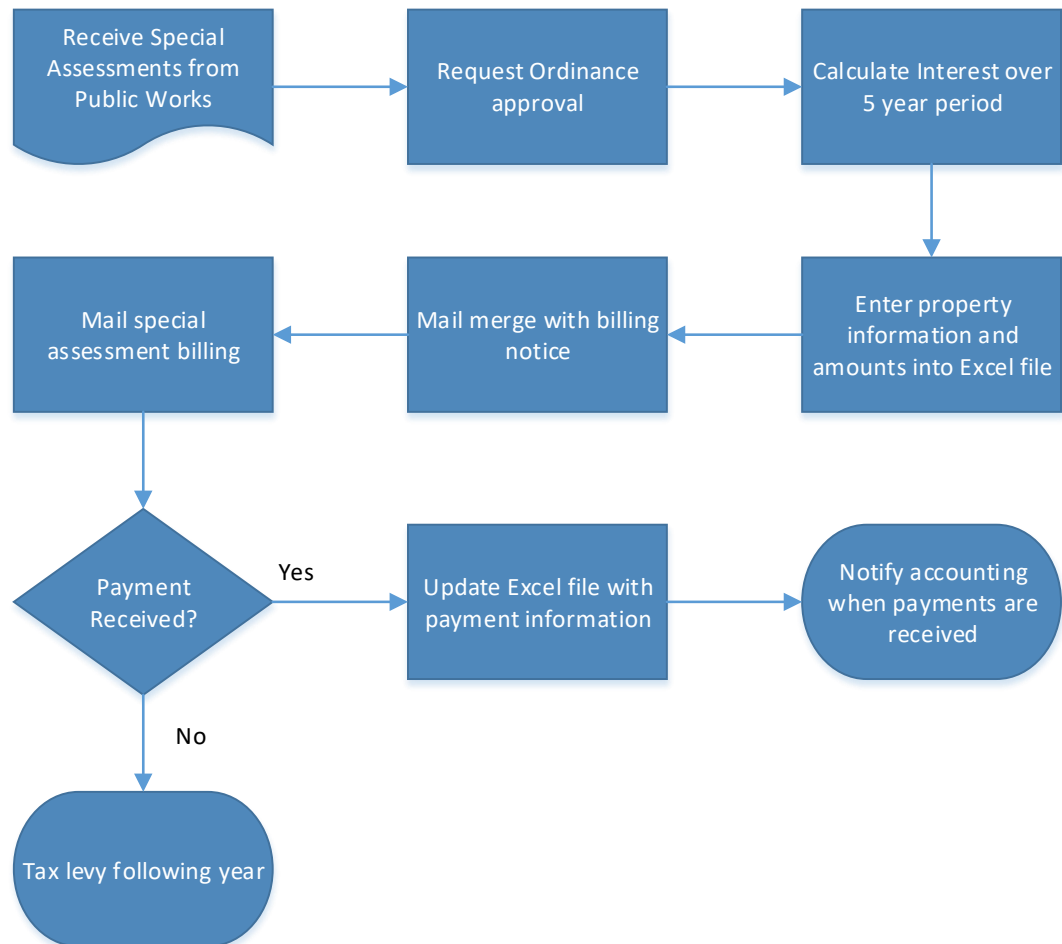 Receive Special
Assessments from
Public Works
Request Ordinance
approval
Calculate Interest over
5 year period
Enter property
information and
amounts into Excel file
Mail merge with billing
notice
Mail special
assessment billing
Payment
Received?
Yes
Update Excel file with
payment information
Notify accounting
when payments are
received
No
Tax levy following year